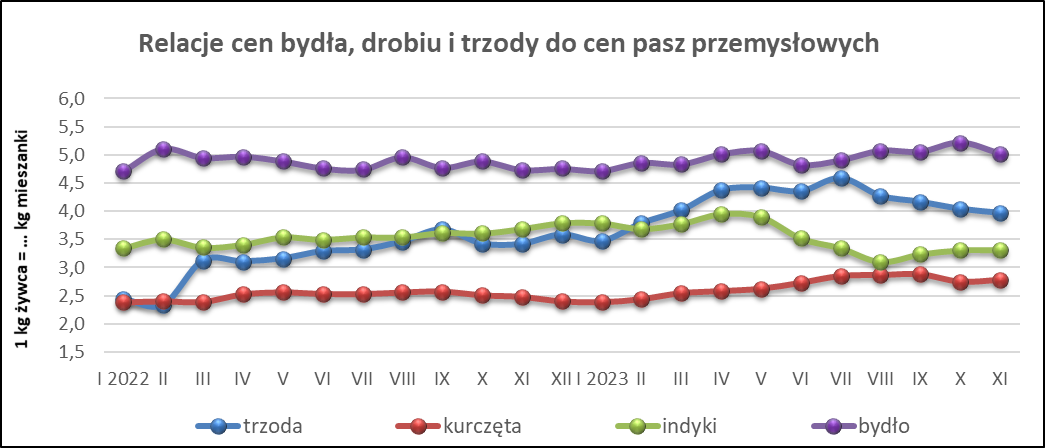 Relacje cen bydła, drobiu i trzody do cen pasz przemysłowych
1 kg żywca = ... kg mieszanki
6,0
5,5
5,0
4,5
4,0
3,5
3,0
2,5
2,0
1,5
I 2022 II III IV V VI VII VIII IX X XI XII I 2023 II III IV V VI VII VIII IX X XI
trzoda kurczęta indyki bydło